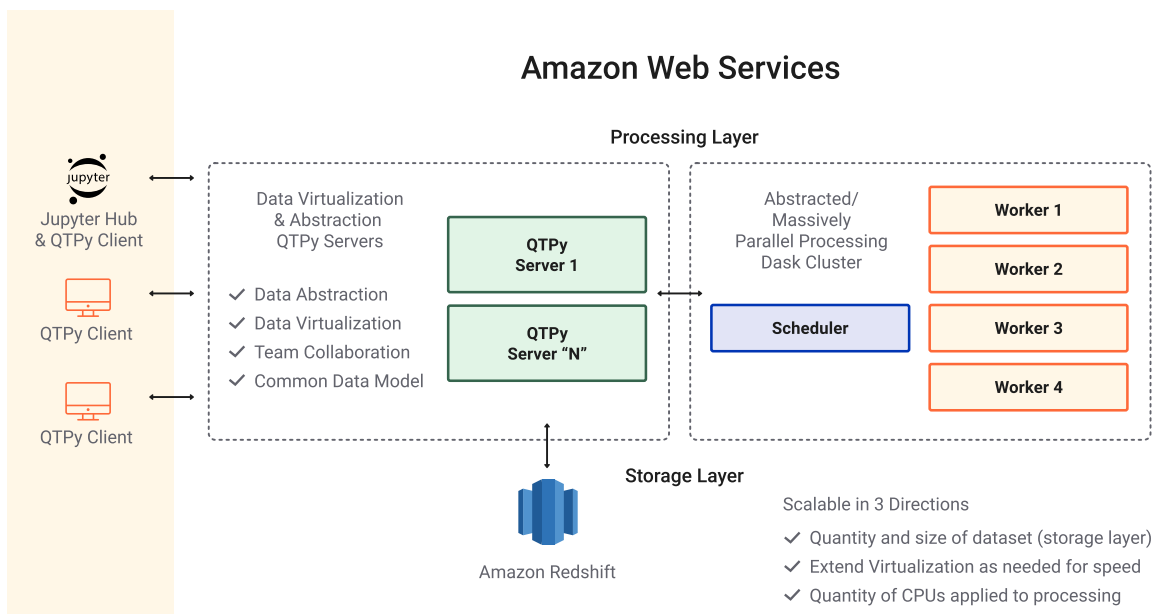 Amazon Web Services
Processing Layer
jupyter
Jupyter Hub
& QTPy Client
QTPy Client
QTPy Client
Data Virtualization
& Abstraction
QTPy Servers
Data Abstraction
Data Virtualization
Team Collaboration
Common Data Model
QTPy
Server 1
QTPy
Server “N”
Abstracted/
Massively
Parallel Processing
Dask Cluster
Scheduler
Worker 1
Worker 2
Worker 3
Worker 4
Storage Layer
Amazon Redshift
Scalable in 3 Directions
Quantity and size of dataset (storage layer)
Extend Virtualization as needed for speed
Quantity of CPUs applied to processing